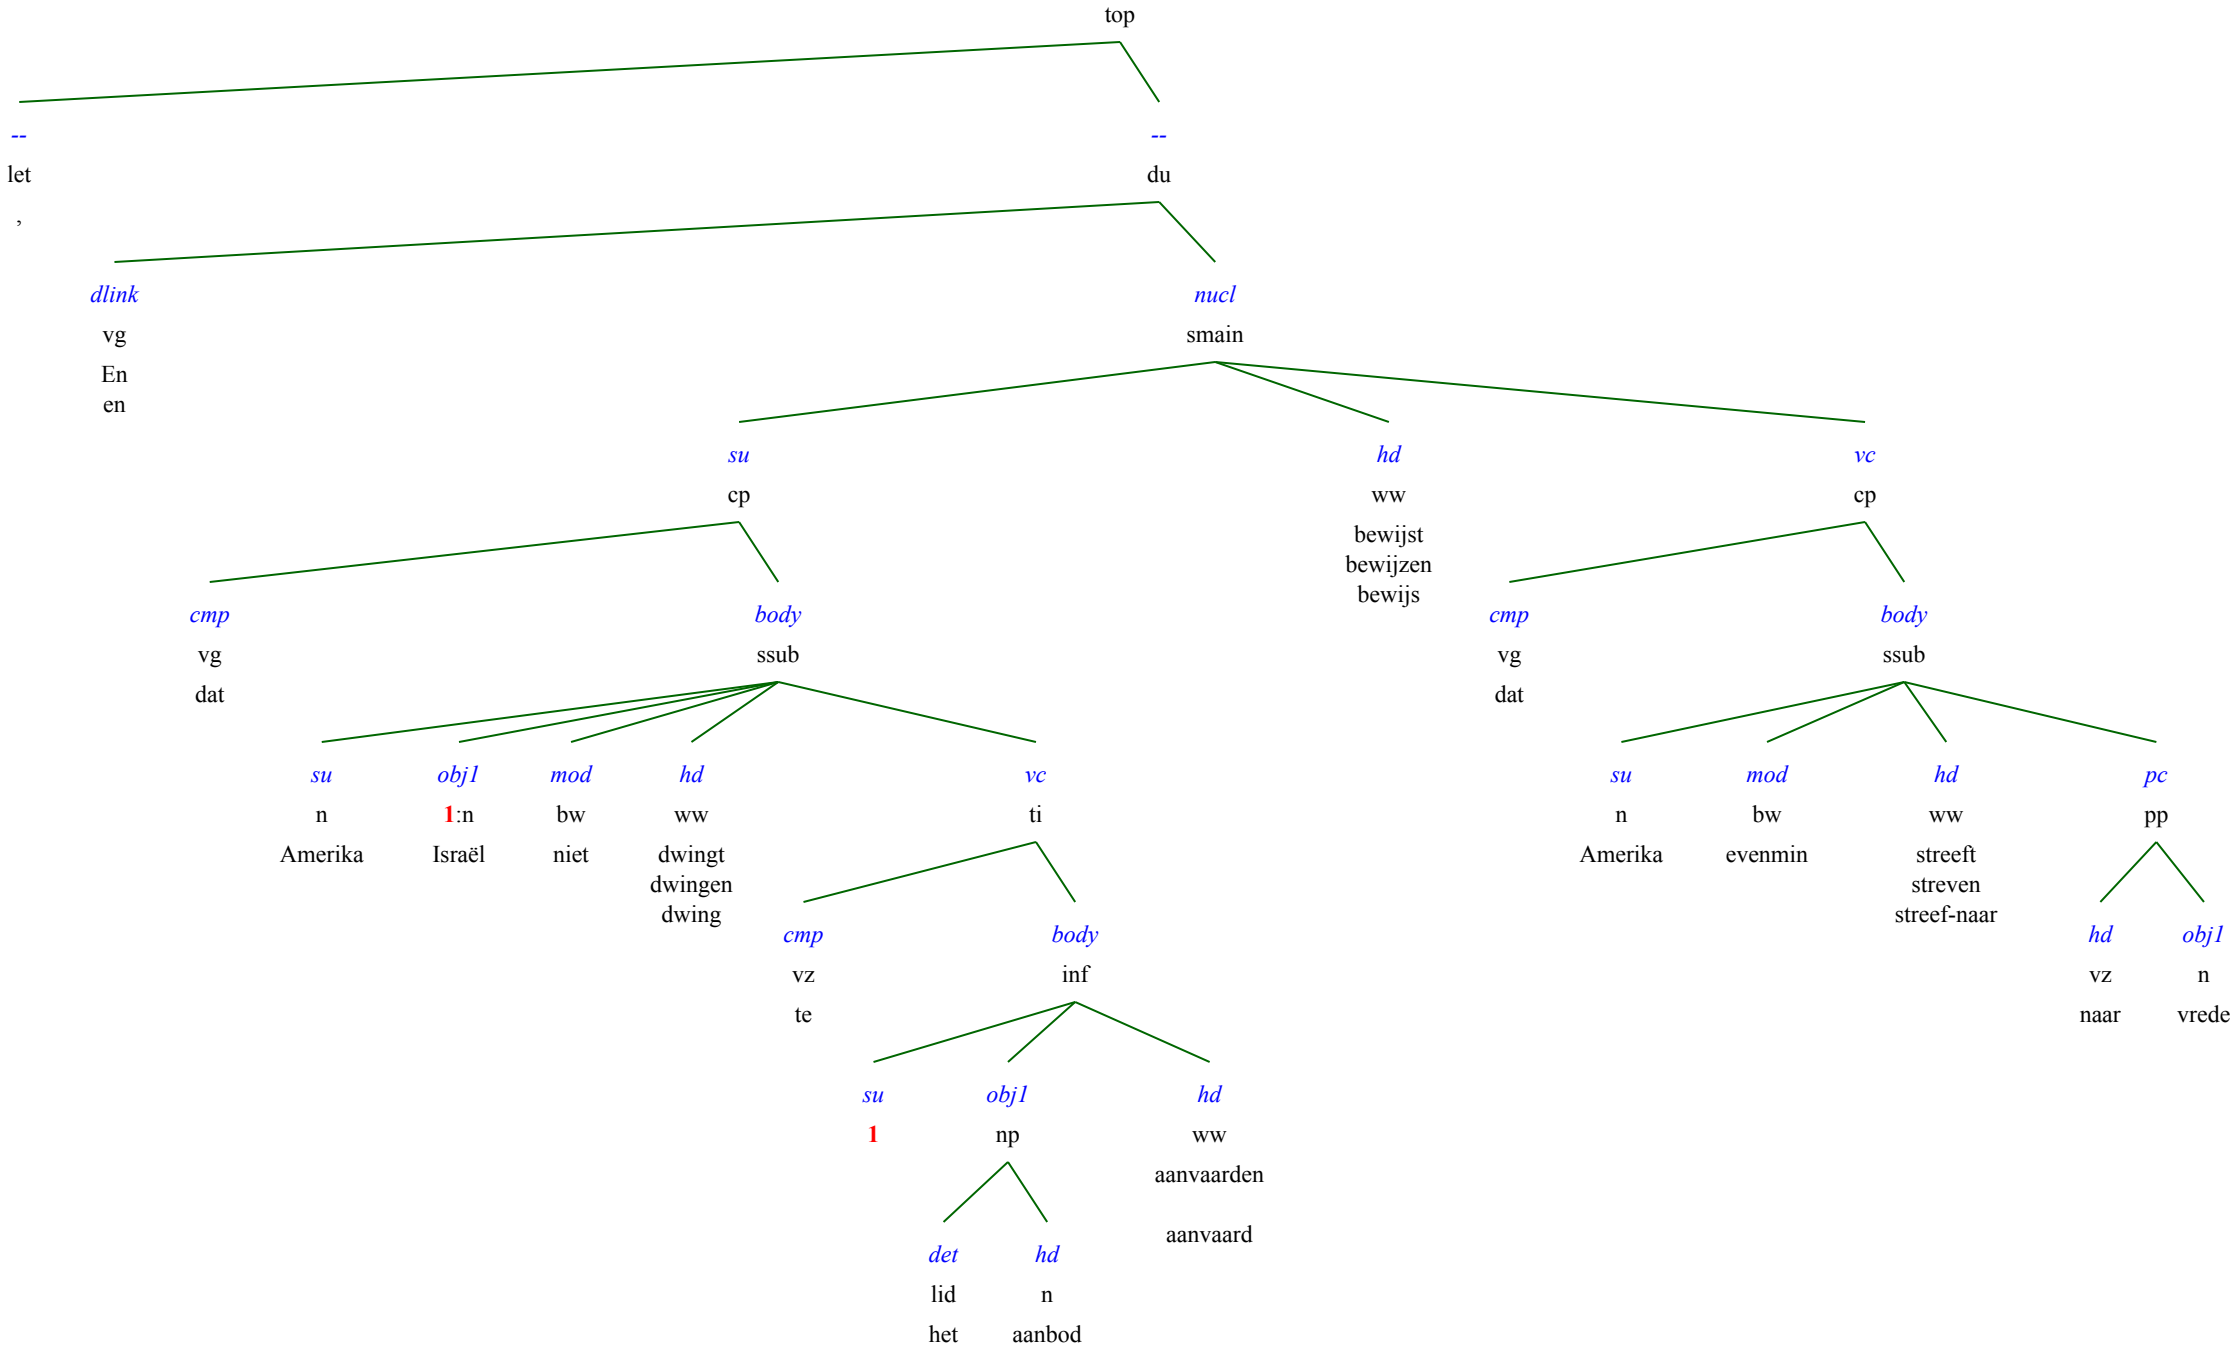 top
-- --
let du
,
dlink nucl
vg smain
En
en
su hd vc
cp ww cp
bewijst
bewijzen
bewijs
cmp body cmp body
vg ssub vg ssub
dat dat
su obj1 mod hd vc su mod hd pc
n 1:n bw ww ti n bw ww pp
Amerika Israël niet dwingt Amerika evenmin streeft
dwingen streven
dwing streef-naar
cmp body hd obj1
vz inf vz n
te naar vrede
su obj1 hd
1 np ww
aanvaarden
aanvaard
det hd
lid n
het aanbod